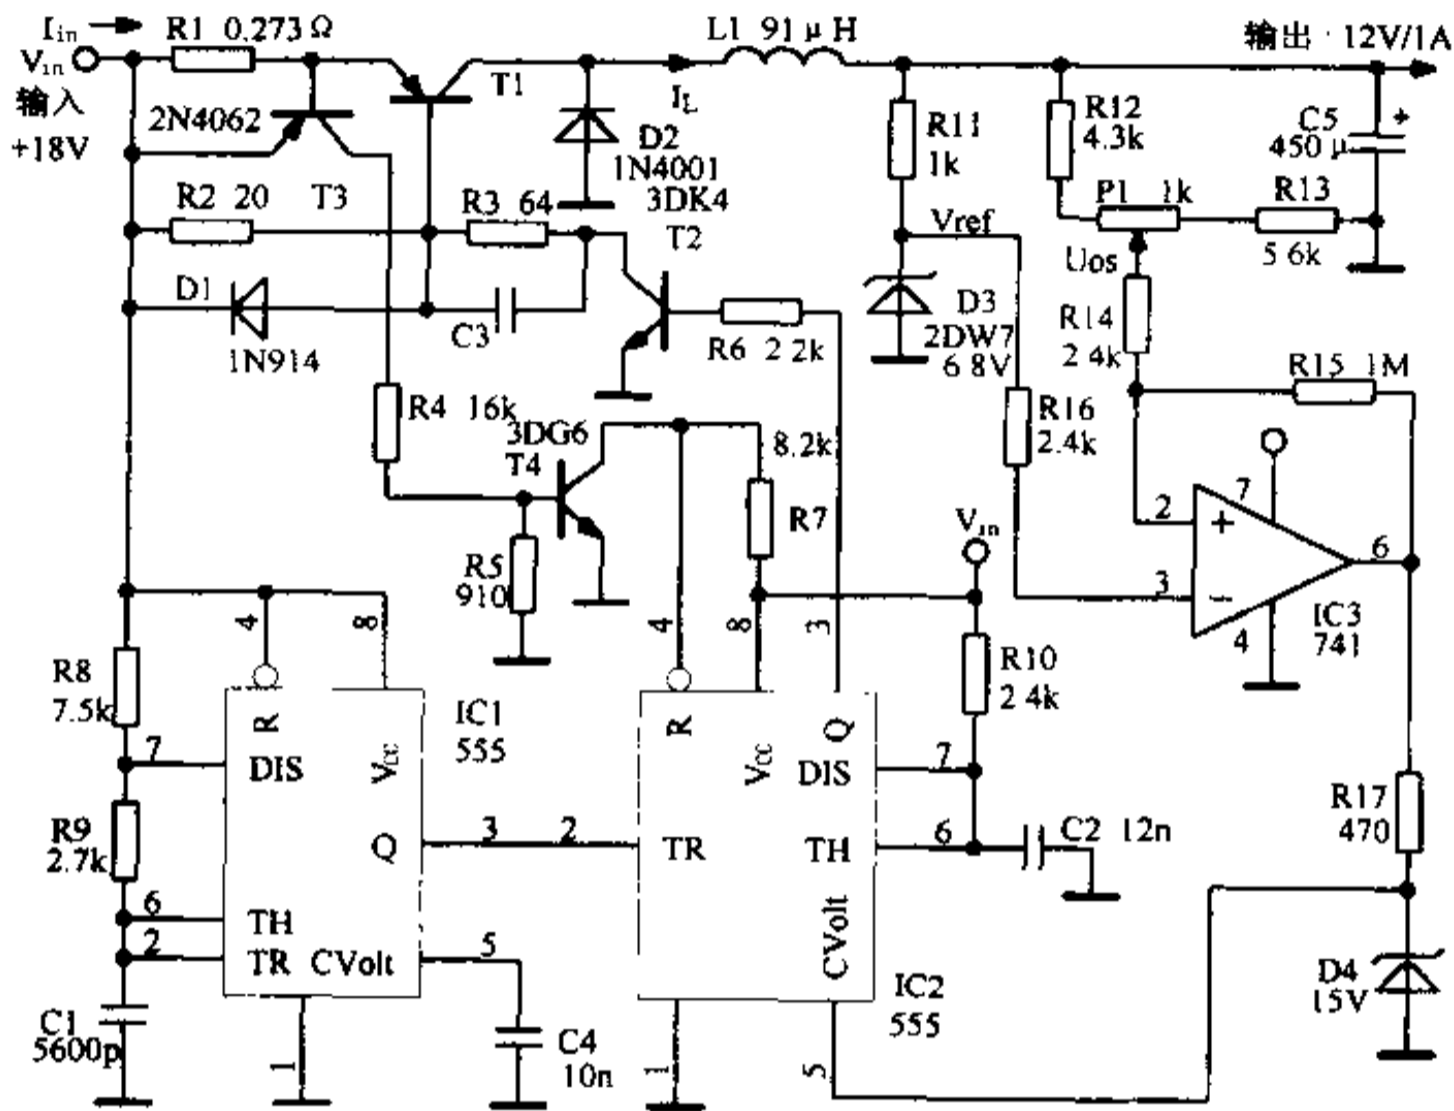 Iin R1 0.273 Ω
L1 91 μ H
输出 12V/1A
Vin
输入
+18V
2N4062
T1
IL
D2
1N4001
R11
1k
R12
4.3k
C5 +
450 μ
R2 20
T3
R3 64
3DK4
T2
Vref
P1 1k
R13
5 6k
Uos
D1
1N914
C3
R6 2 2k
D3
2DW7
6 8V
R14
2 4k
R15 1M
R4 16k
3DG6
T4
8.2k
R16
2.4k
R7
Vin
2 +
7
6
3 −
4
IC3
741
R5
910
4
8
4
8
3
R8
7.5k
R10
2 4k
IC1
555
R
VCC
7
DIS
R
VCC
Q
DIS
7
R17
470
R9
2.7k
Q
3
2
TR
TH
6
C2 12n
6
TH
2
TR
CVolt
5
CVolt
IC2
555
D4
15V
C1
5600p
1
C4
10n
1
5